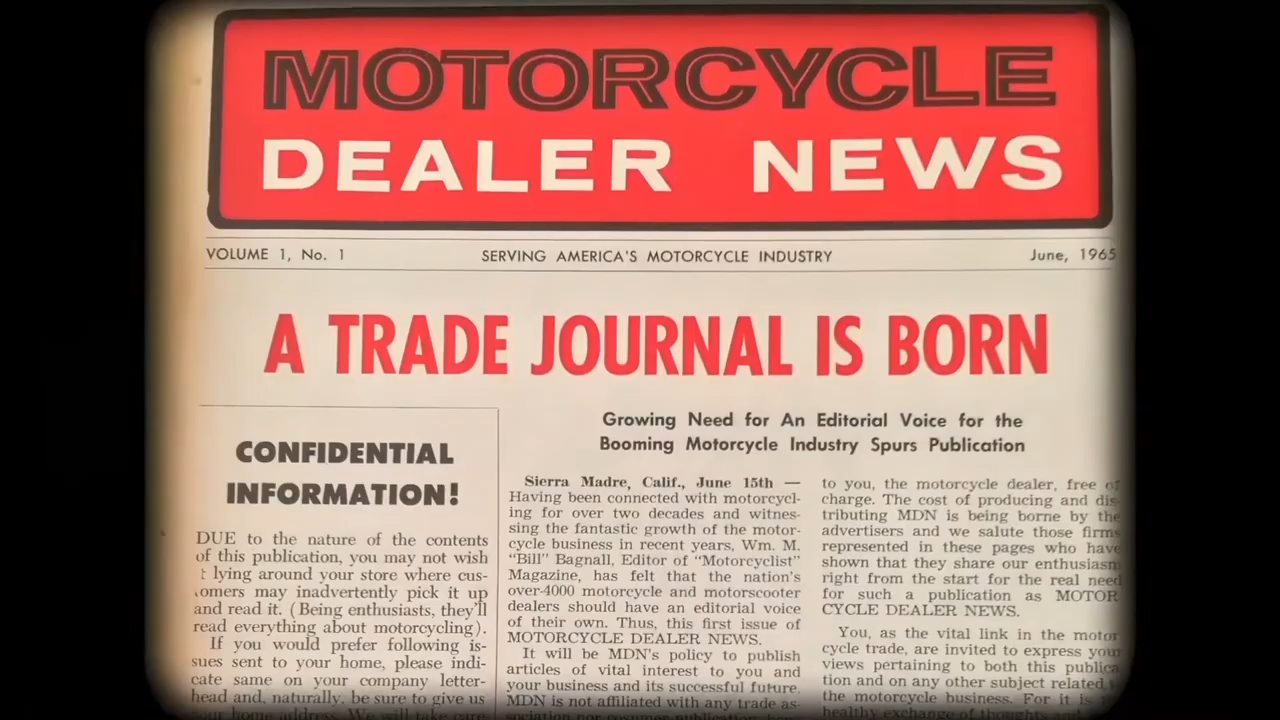 MOTORCYCLE
DEALER NEWS
VOLUME 1, No. 1 SERVING AMERICA'S MOTORCYCLE INDUSTRY June, 1965
A TRADE JOURNAL IS BORN
CONFIDENTIAL
INFORMATION!
DUE to the nature of the contents
of this publication, you may not wish
lying around your store where cus-
omers may inadvertently pick it up
and read it. (Being enthusiasts, they'll
read everything about motorcycling).
If you would prefer following is-
sues sent to your home, please indi-
cate same on your company letter-
head and, naturally, be sure to give us
your home address. We will take care
Growing Need for An Editorial Voice for the
Booming Motorcycle Industry Spurs Publication
Sierra Madre, Calif., June 15th —
Having been connected with motorcycl-
ing for over two decades and witnes-
sing the fantastic growth of the motor-
cycle business in recent years, Wm. M.
"Bill" Bagnall, Editor of "Motorcyclist"
Magazine, has felt that the nation's
over-4000 motorcycle and motorscooter
dealers should have an editorial voice
of their own. Thus, this first issue of
MOTORCYCLE DEALER NEWS.
It will be MDN's policy to publish
articles of vital interest to you and
your business and its successful future.
MDN is not affiliated with any trade as-
sociation nor consumer publication
to you, the motorcycle dealer, free of
charge. The cost of producing and dis-
tributing MDN is being borne by the
advertisers and we salute those firms
represented in these pages who have
shown that they share our enthusiasm
right from the start for the real need
for such a publication as MOTOR
CYCLE DEALER NEWS.
You, as the vital link in the motor
cycle trade, are invited to express your
views pertaining to both this publica
tion and on any other subject related
the motorcycle business. For it is
healthy exchange of